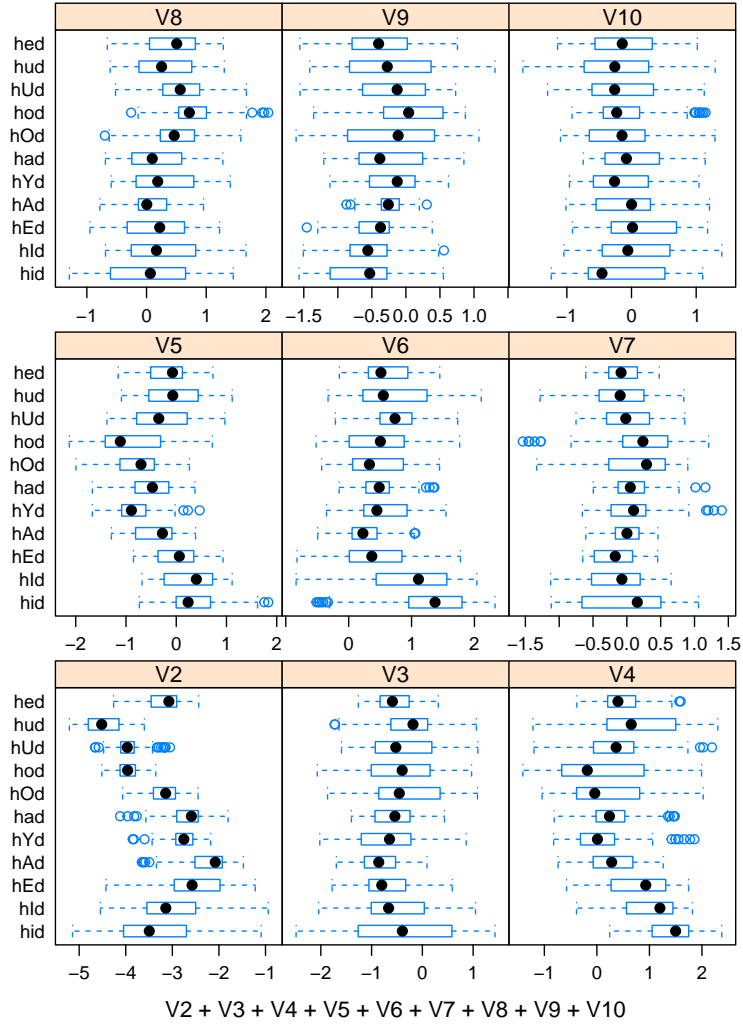 V8 V9 V10
hed
hud
hUd
hod
hOd
had
hYd
hAd
hEd
hId
hid
−1 0 1 2 −1.5 −0.5 0.0 0.5 1.0 −1 0 1
V5 V6 V7
hed
hud
hUd
hod
hOd
had
hYd
hAd
hEd
hId
hid
−2 −1 0 1 2 0 1 2 −1.5 −0.5 0.0 0.5 1.0 1.5
V2 V3 V4
hed
hud
hUd
hod
hOd
had
hYd
hAd
hEd
hId
hid
−5 −4 −3 −2 −1 −2 −1 0 1 −1 0 1 2
V2 + V3 + V4 + V5 + V6 + V7 + V8 + V9 + V10